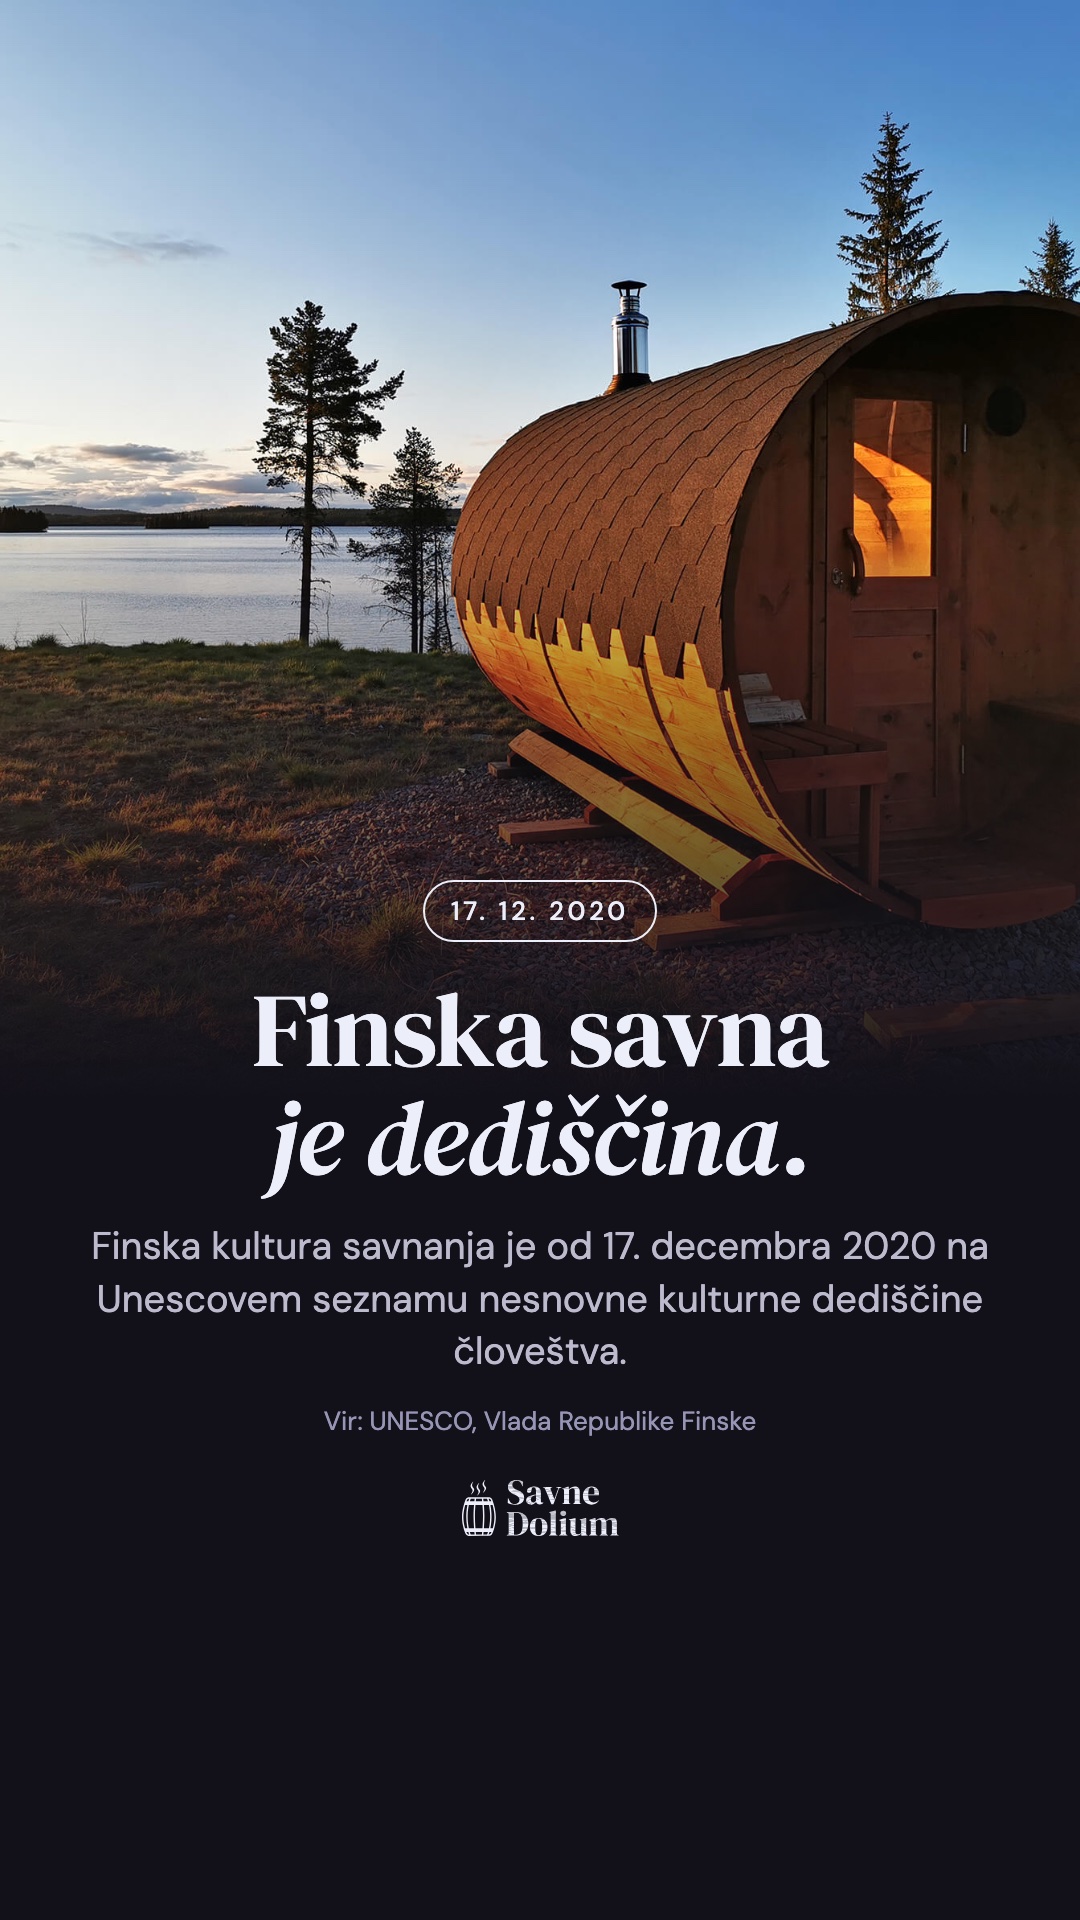 17. 12. 2020
Finska savna
je dediščina.
Finska kultura savnanja je od 17. decembra 2020 na
Unescovem seznamu nesnovne kulturne dediščine
človeštva.
Vir: UNESCO, Vlada Republike Finske
Savne
Dolium